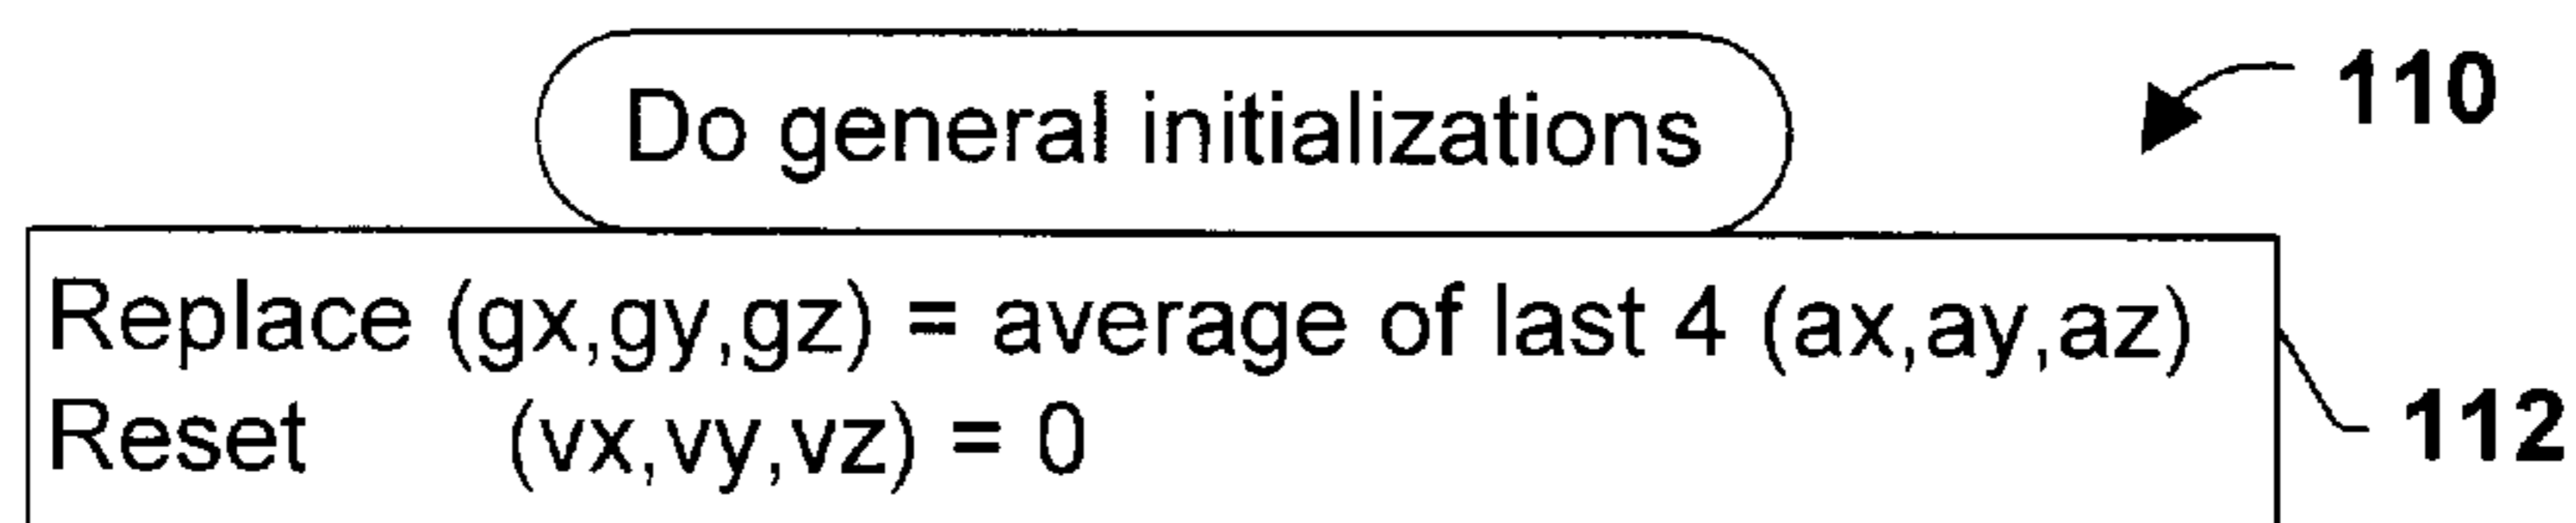 Do general initializations
110
Replace (gx,gy,gz) = average of last 4 (ax,ay,az)
Reset (vx,vy,vz) = 0
112